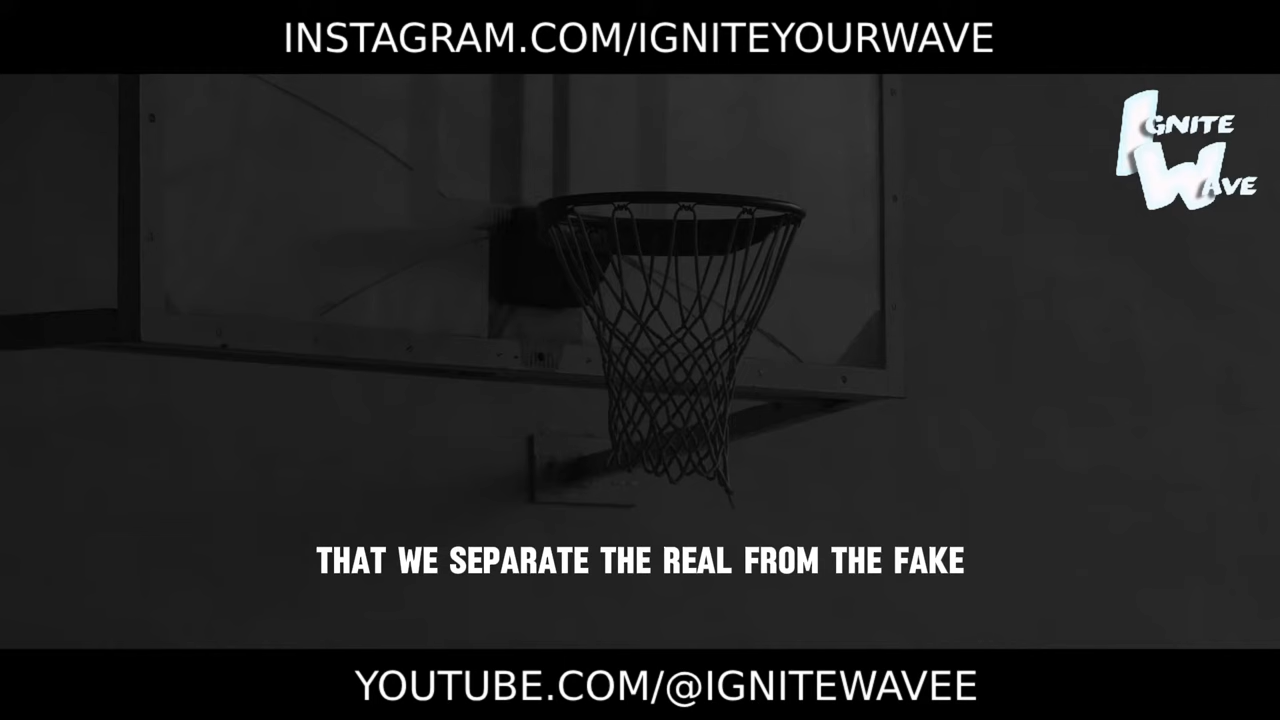 INSTAGRAM.COM/IGNITEYOURWAVE
IGNITE
WAVE
THAT WE SEPARATE THE REAL FROM THE FAKE
YOUTUBE.COM/@IGNITEWAVEE